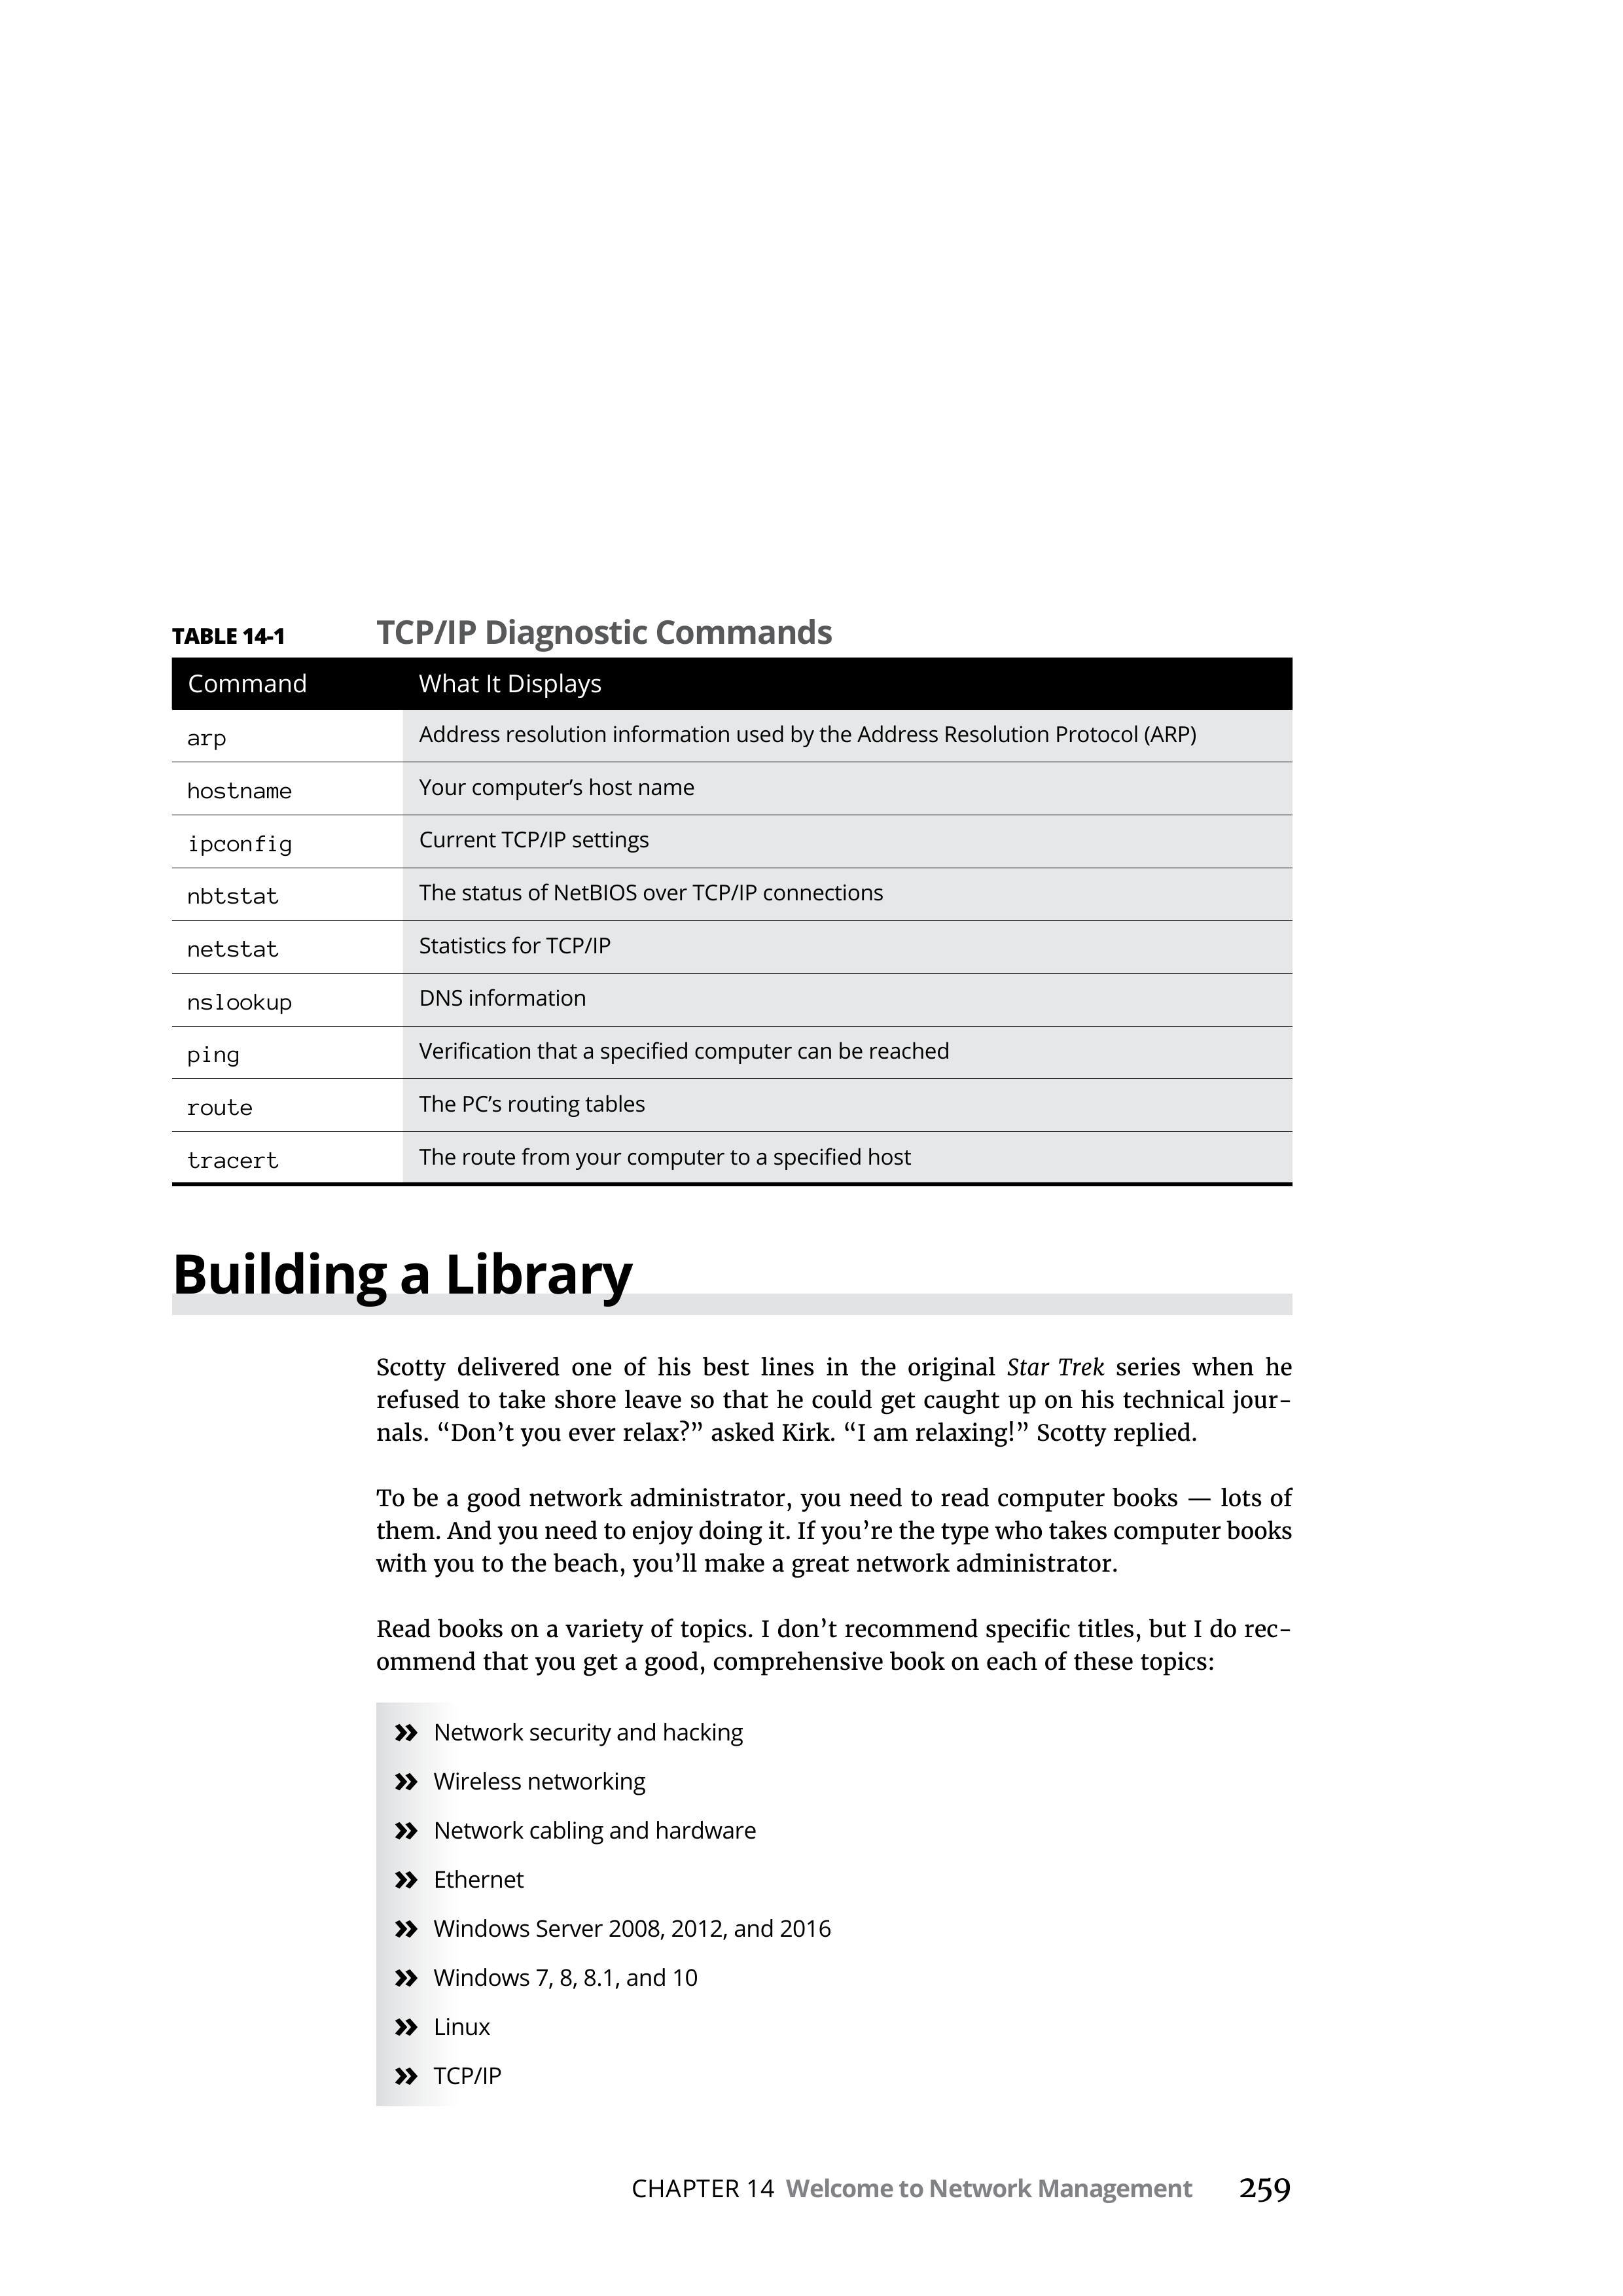 TABLE 14-1 TCP/IP Diagnostic Commands
Command What It Displays
arp Address resolution information used by the Address Resolution Protocol (ARP)
hostname Your computer’s host name
ipconfig Current TCP/IP settings
nbtstat The status of NetBIOS over TCP/IP connections
netstat Statistics for TCP/IP
nslookup DNS information
ping Verification that a specified computer can be reached
route The PC’s routing tables
tracert The route from your computer to a specified host
Building a Library
Scotty delivered one of his best lines in the original Star Trek series when he
refused to take shore leave so that he could get caught up on his technical jour-
nals. “Don’t you ever relax?” asked Kirk. “I am relaxing!” Scotty replied.
To be a good network administrator, you need to read computer books — lots of
them. And you need to enjoy doing it. If you’re the type who takes computer books
with you to the beach, you’ll make a great network administrator.
Read books on a variety of topics. I don’t recommend specific titles, but I do rec-
ommend that you get a good, comprehensive book on each of these topics:
» Network security and hacking
» Wireless networking
» Network cabling and hardware
» Ethernet
» Windows Server 2008, 2012, and 2016
» Windows 7, 8, 8.1, and 10
» Linux
» TCP/IP
CHAPTER 14 Welcome to Network Management 259